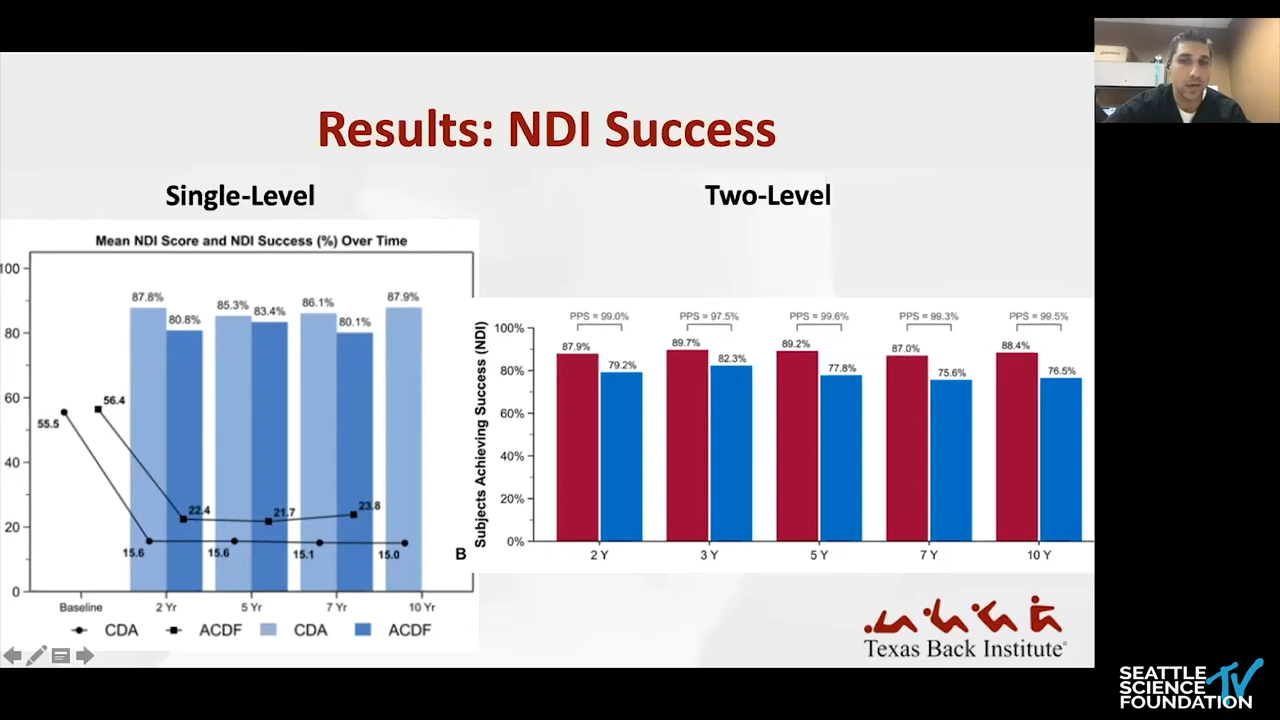 Results: NDI Success
Single-Level
Two-Level
Mean NDI Score and NDI Success (%) Over Time
100
80
60
40
20
0
87.8%
80.8%
85.3%
83.4%
86.1%
80.1%
87.9%
55.5
56.4
22.4
21.7
23.8
15.6
15.6
15.1
15.0
Baseline
2 Yr
5 Yr
7 Yr
10 Yr
CDA
ACDF
CDA
ACDF
B
Subjects Achieving Success (NDI)
100%
80%
60%
40%
20%
0%
PPS = 99.0%
PPS = 97.5%
PPS = 99.6%
PPS = 99.3%
PPS = 99.5%
87.9%
79.2%
89.7%
82.3%
89.2%
77.8%
87.0%
75.6%
88.4%
76.5%
2 Y
3 Y
5 Y
7 Y
10 Y
Texas Back Institute®
SEATTLE
SCIENCE
FOUNDATION
TV